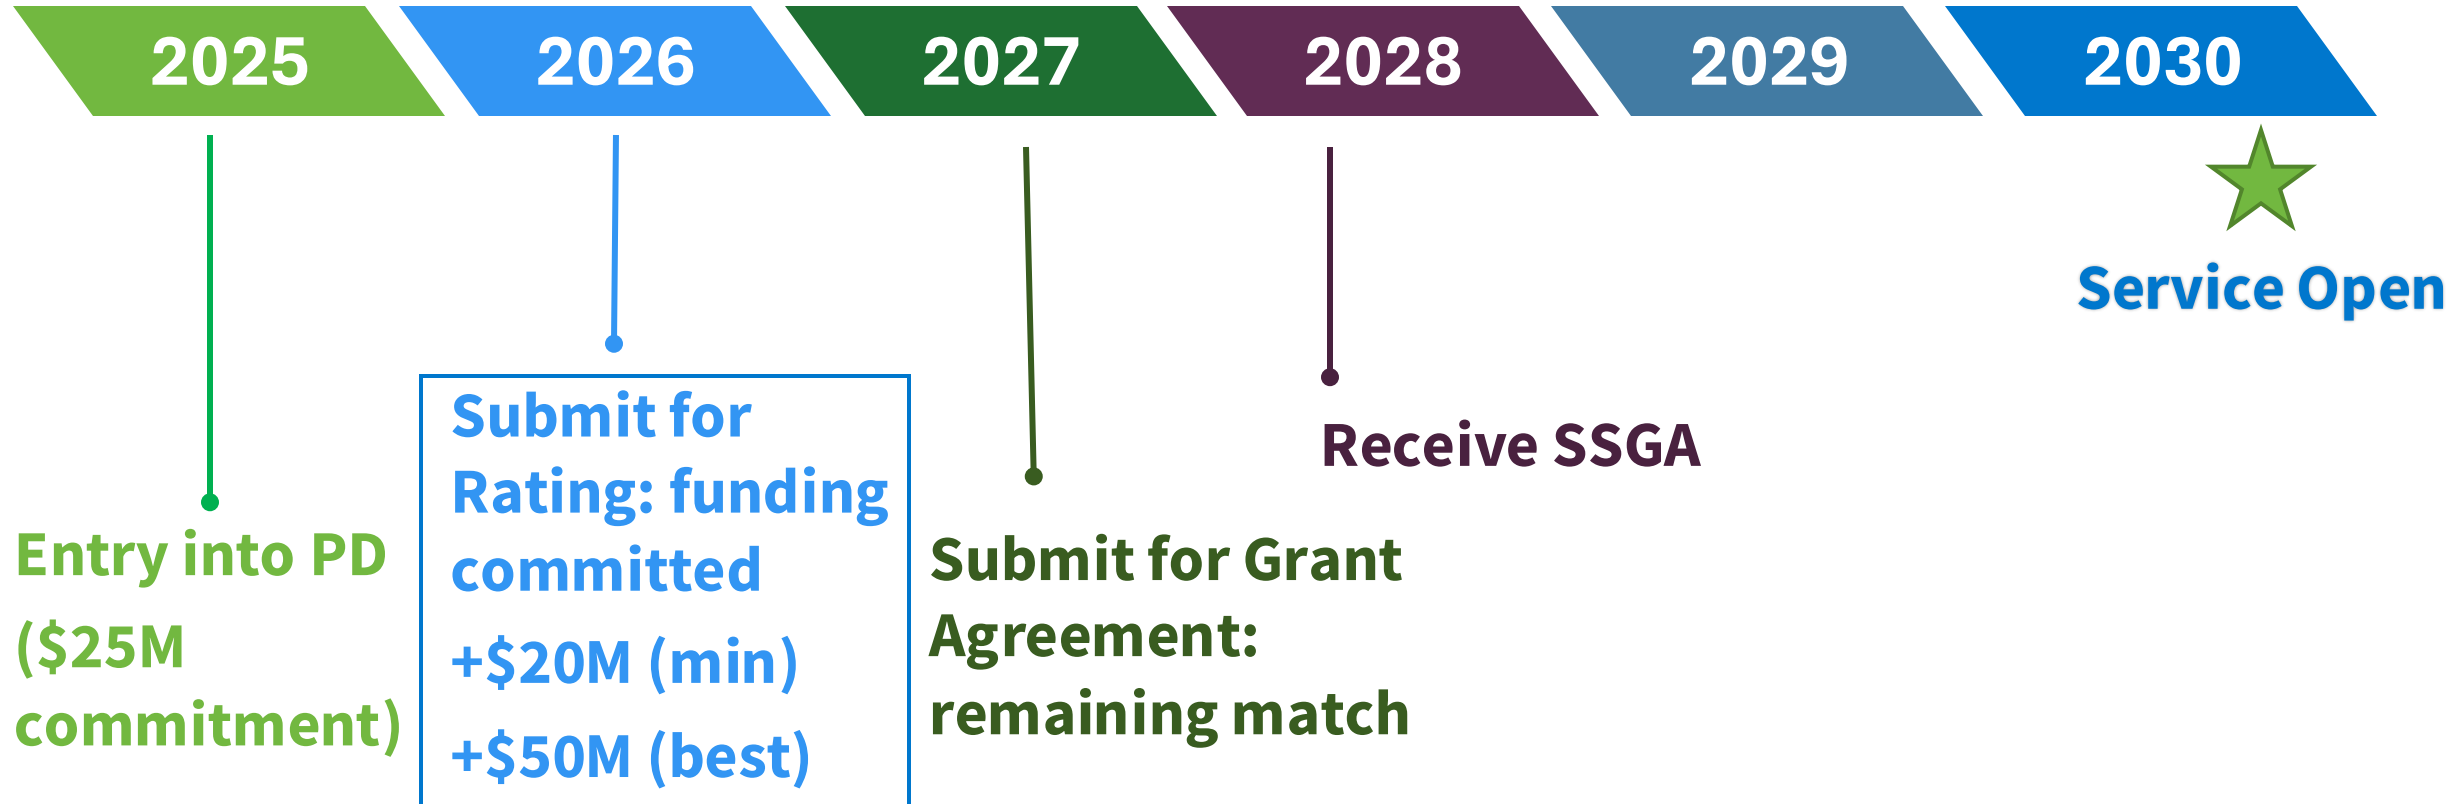 2025
2026
2027
2028
2029
2030
Service Open
Submit for
Rating: funding
committed
+$20M (min)
+$50M (best)
Receive SSGA
Entry into PD
($25M
commitment)
Submit for Grant
Agreement:
remaining match